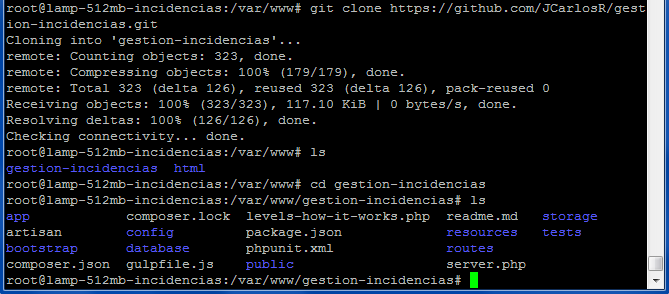 root@lamp-512mb-incidencias:/var/www# git clone https://github.com/JCarlosR/gest
ion-incidencias.git
Cloning into 'gestion-incidencias'...
remote: Counting objects: 323, done.
remote: Compressing objects: 100% (179/179), done.
remote: Total 323 (delta 126), reused 323 (delta 126), pack-reused 0
Receiving objects: 100% (323/323), 117.10 KiB | 0 bytes/s, done.
Resolving deltas: 100% (126/126), done.
Checking connectivity... done.
root@lamp-512mb-incidencias:/var/www# ls
gestion-incidencias  html
root@lamp-512mb-incidencias:/var/www# cd gestion-incidencias
root@lamp-512mb-incidencias:/var/www/gestion-incidencias# ls
app            composer.lock  levels-how-it-works.php  readme.md  storage
artisan        config         package.json             resources  tests
bootstrap      database       phpunit.xml              routes
composer.json  gulpfile.js    public                   server.php
root@lamp-512mb-incidencias:/var/www/gestion-incidencias#